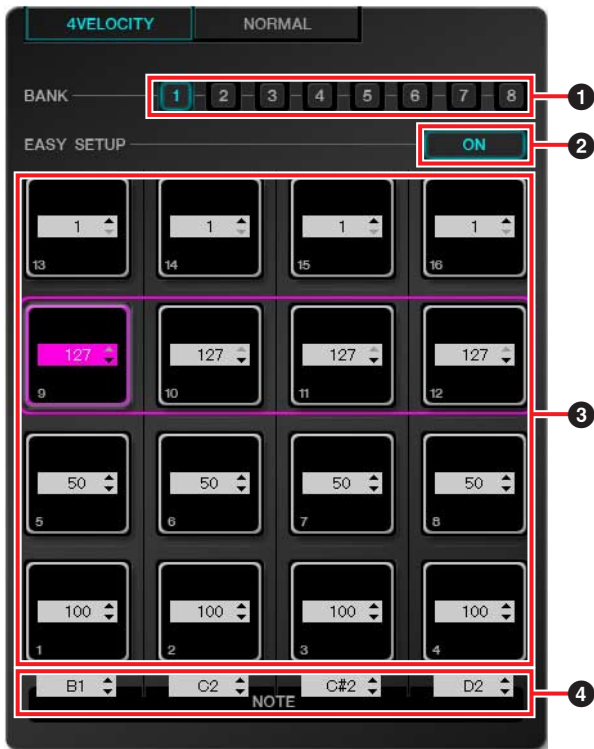 4VELOCITY NORMAL
BANK 1 2 3 4 5 6 7 8 1
EASY SETUP ON 2
1 1 1 1
13 14 15 16
127 127 127 127
9 10 11 12
3
50 50 50 50
5 6 7 8
100 100 100 100
1 2 3 4
B1 C2 C#2 D2 4
NOTE